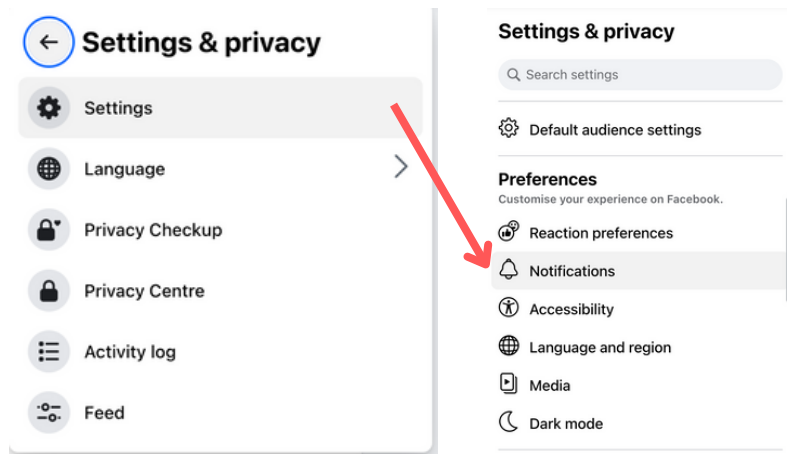 Settings & privacy
Settings
Language
Privacy Checkup
Privacy Centre
Activity log
Feed
Settings & privacy
Search settings
Default audience settings
Preferences
Customise your experience on Facebook.
Reaction preferences
Notifications
Accessibility
Language and region
Media
Dark mode